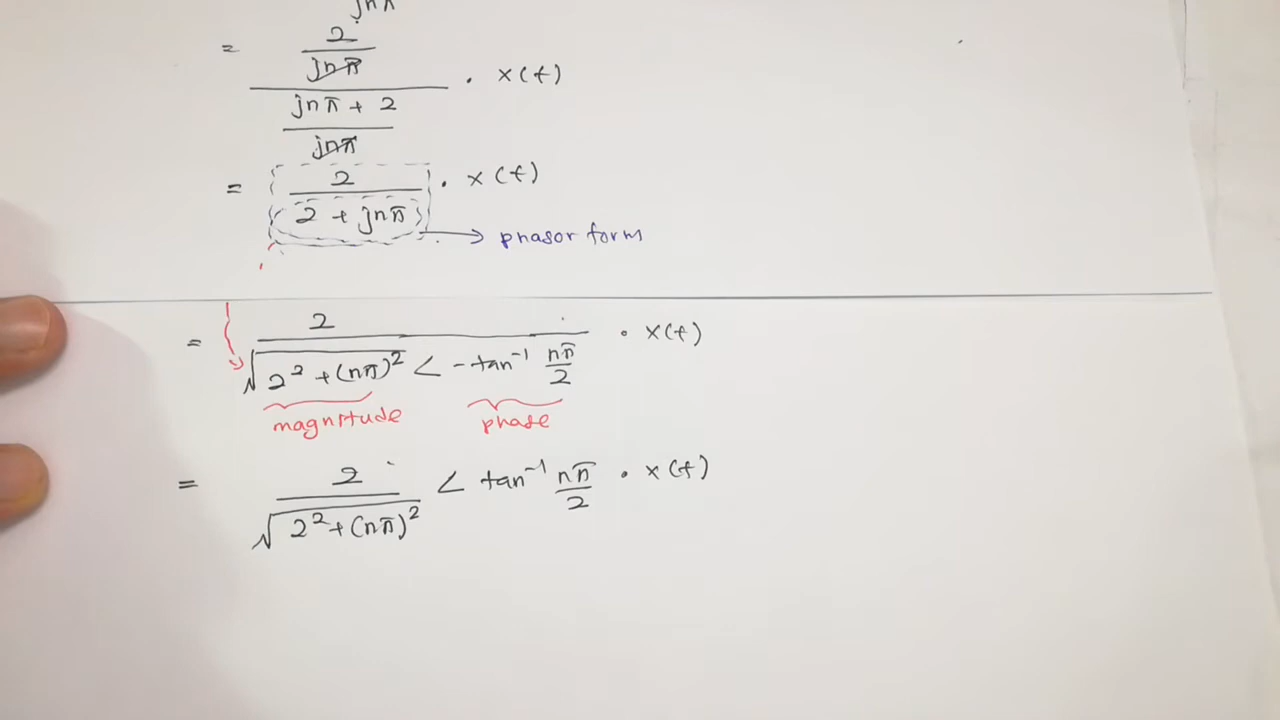 jnπ
= 2
jnπ
. x(t)
jnπ + 2
jnπ
= 2 . x(t)
2 + jnπ
phasor form
= 2 . x(t)
√2² + (nπ)² < - tan⁻¹ nπ/2
magnitude phase
= 2 < tan⁻¹ nπ/2 . x(t)
√2² + (nπ)²